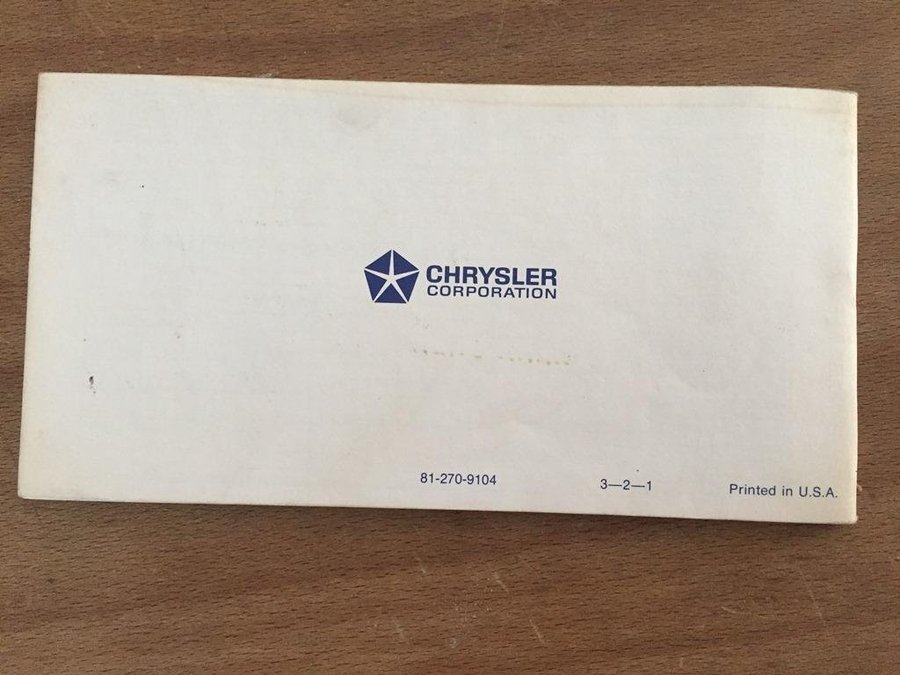 CHRYSLER
CORPORATION
81-270-9104
3—2—1
Printed in U.S.A.